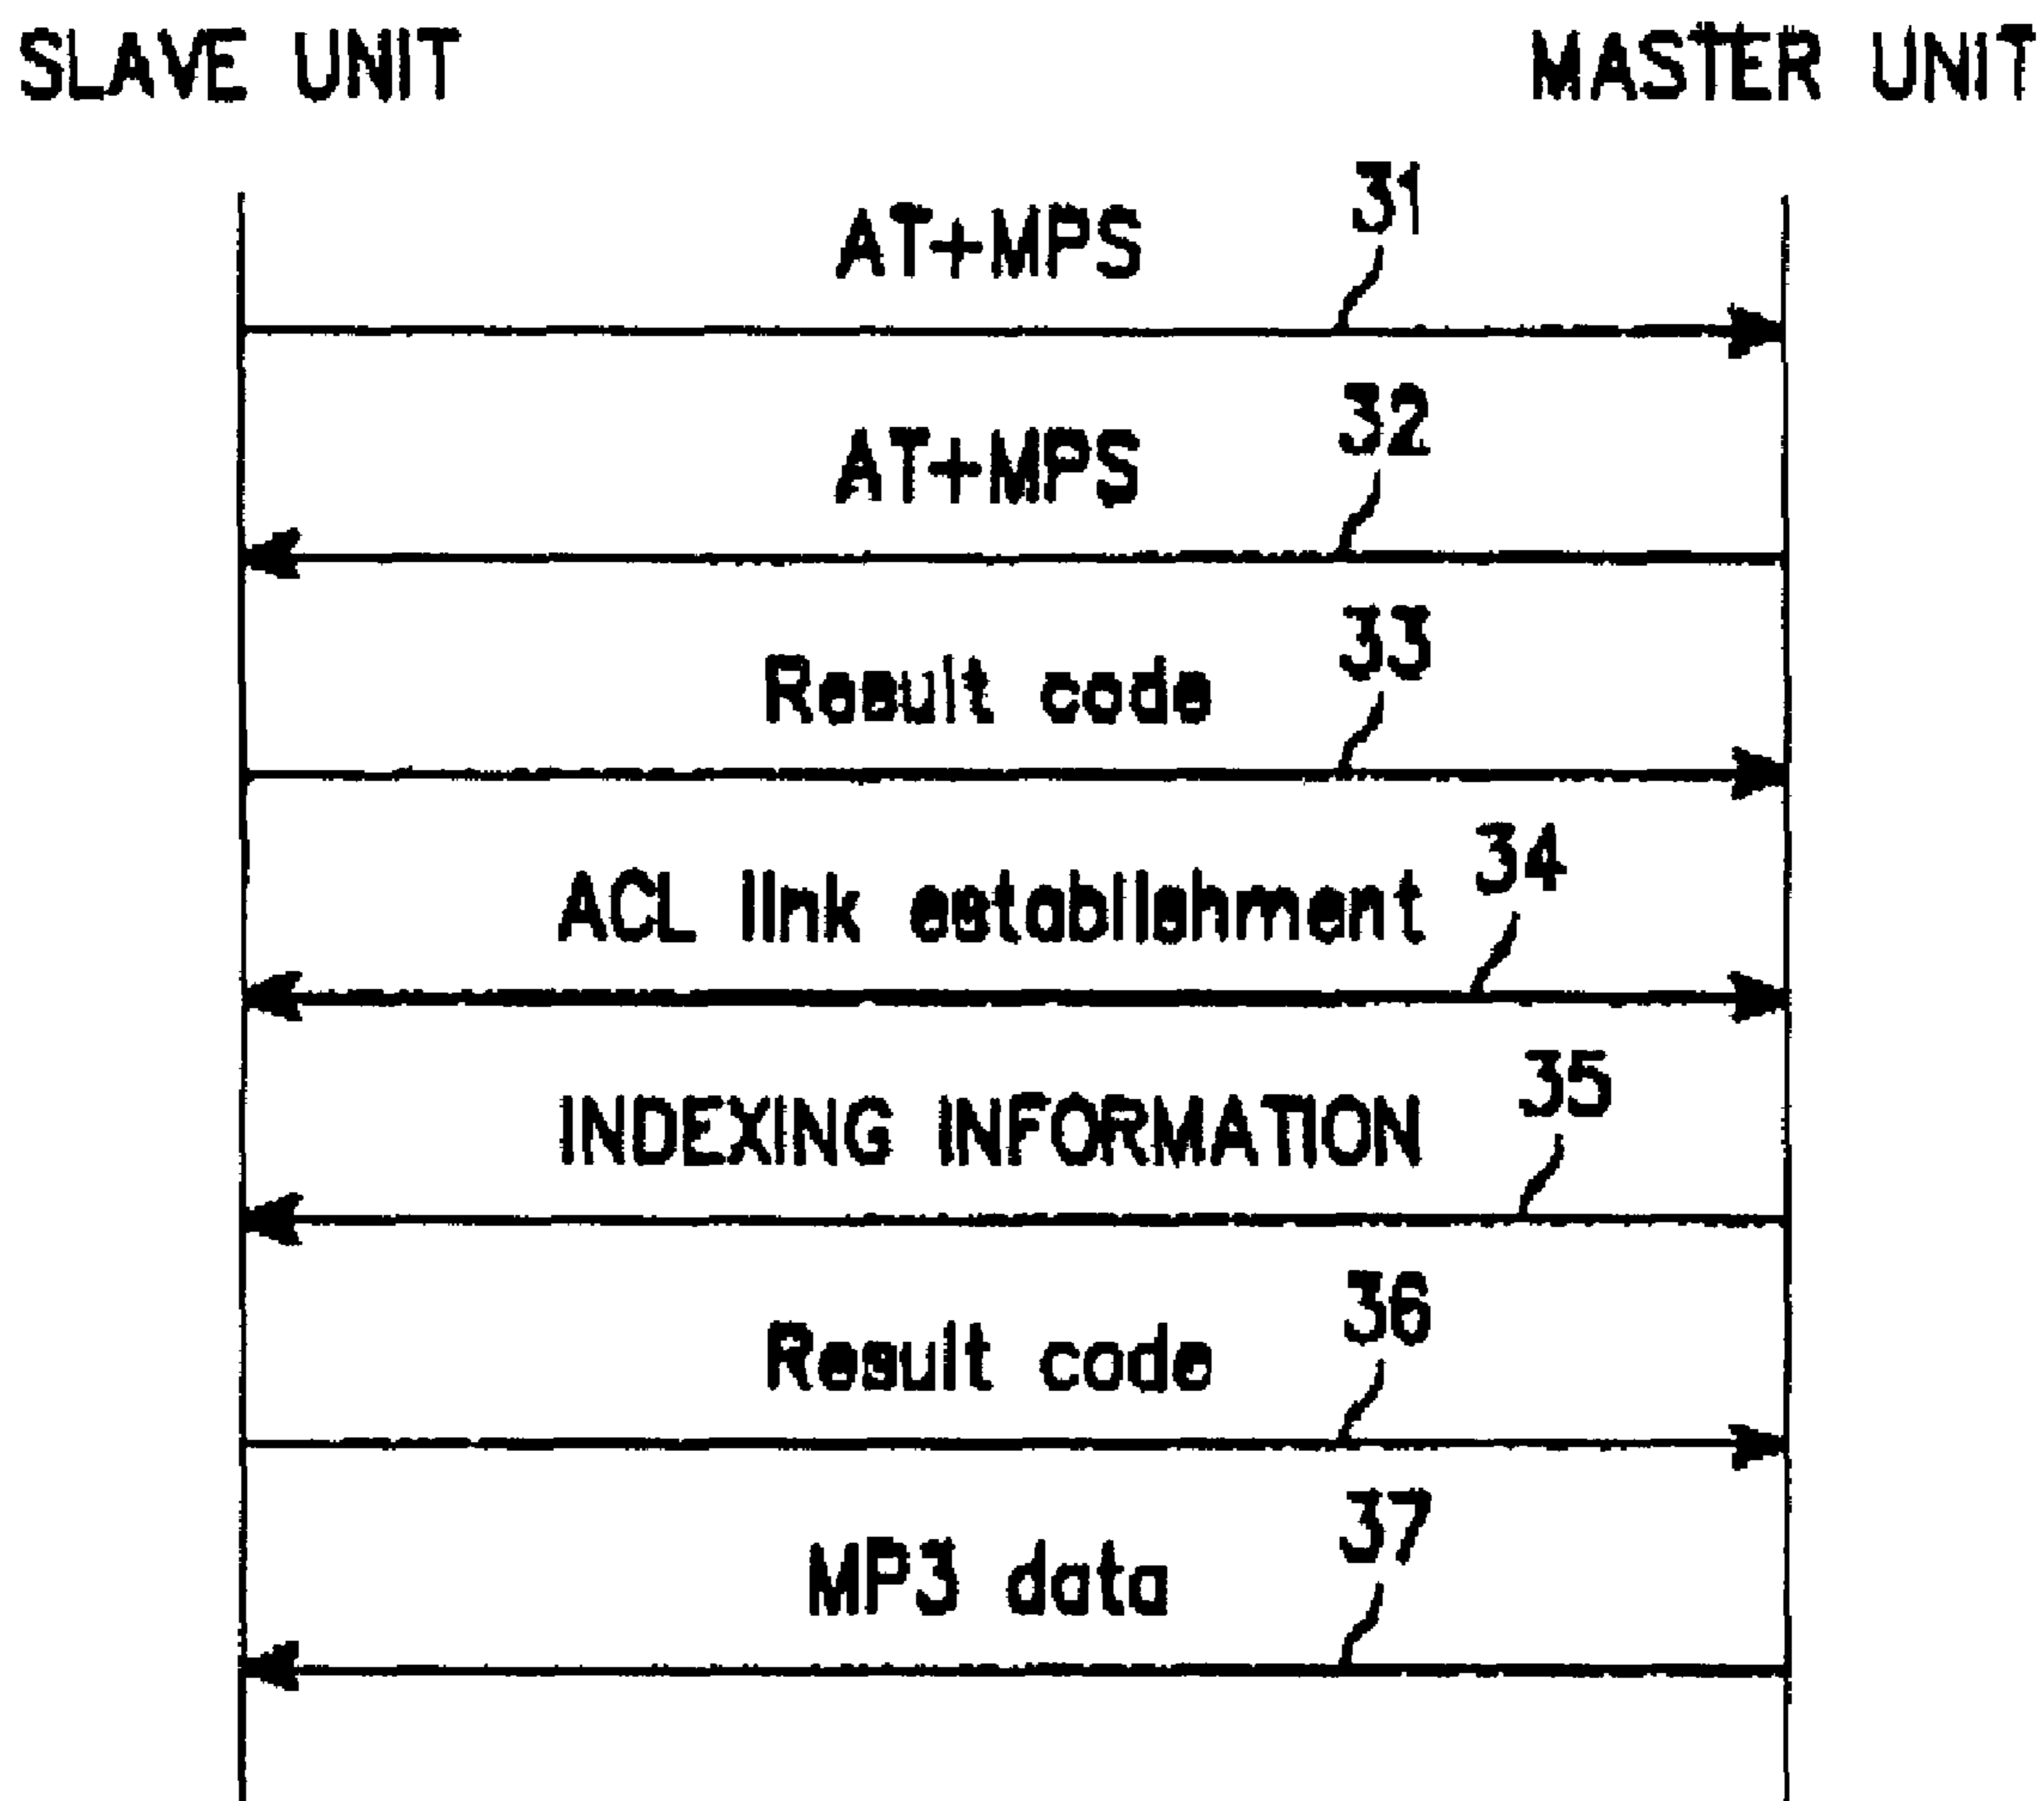 SLAVE UNIT MASTER UNIT
31
AT+MPS
32
AT+MPS
33
Result code
34
ACL link establishment
35
INDEXING INFORMATION
36
Result code
37
MP3 data